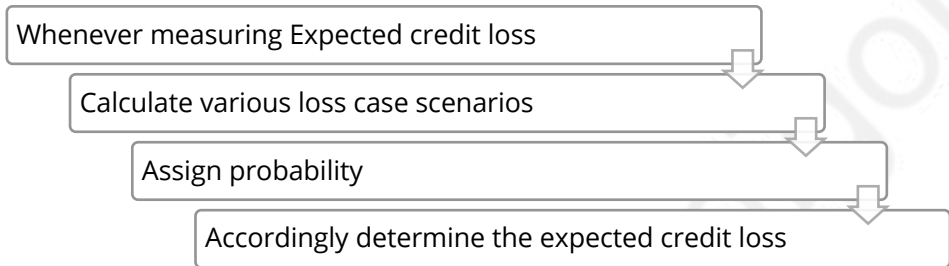 Whenever measuring Expected credit loss
Calculate various loss case scenarios
Assign probability
Accordingly determine the expected credit loss